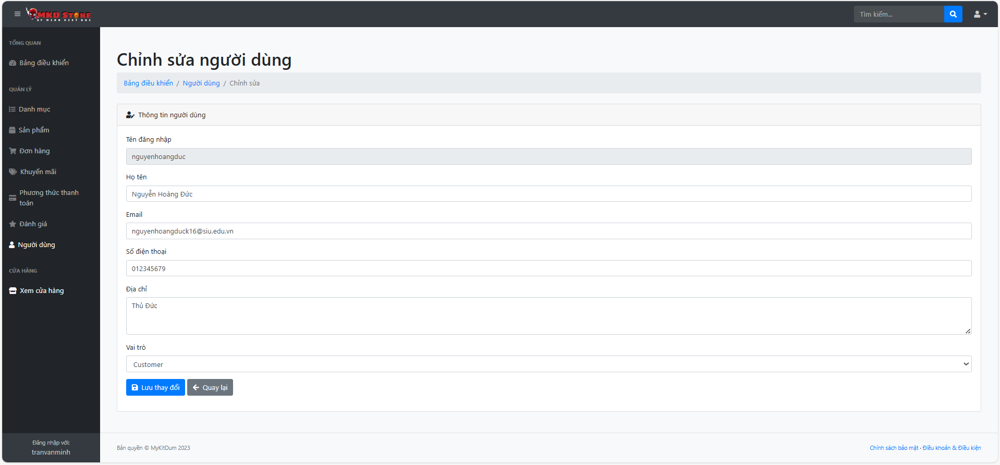 MKD Store
BY MINH KIET DUC
Tìm kiếm...
TỔNG QUAN
Bảng điều khiển
QUẢN LÝ
Danh mục
Sản phẩm
Đơn hàng
Khuyến mãi
Phương thức thanh
toán
Đánh giá
Người dùng
CỬA HÀNG
Xem cửa hàng
Đăng nhập với:
tranvanminh
Chỉnh sửa người dùng
Bảng điều khiển / Người dùng / Chỉnh sửa
Thông tin người dùng
Tên đăng nhập
nguyenhoangduc
Họ tên
Nguyễn Hoàng Đức
Email
nguyenhoangduck16@siu.edu.vn
Số điện thoại
012345679
Địa chỉ
Thủ Đức
Vai trò
Customer
Lưu thay đổi
Quay lại
Bản quyền © MyKitDum 2023
Chính sách bảo mật · Điều khoản & Điều kiện